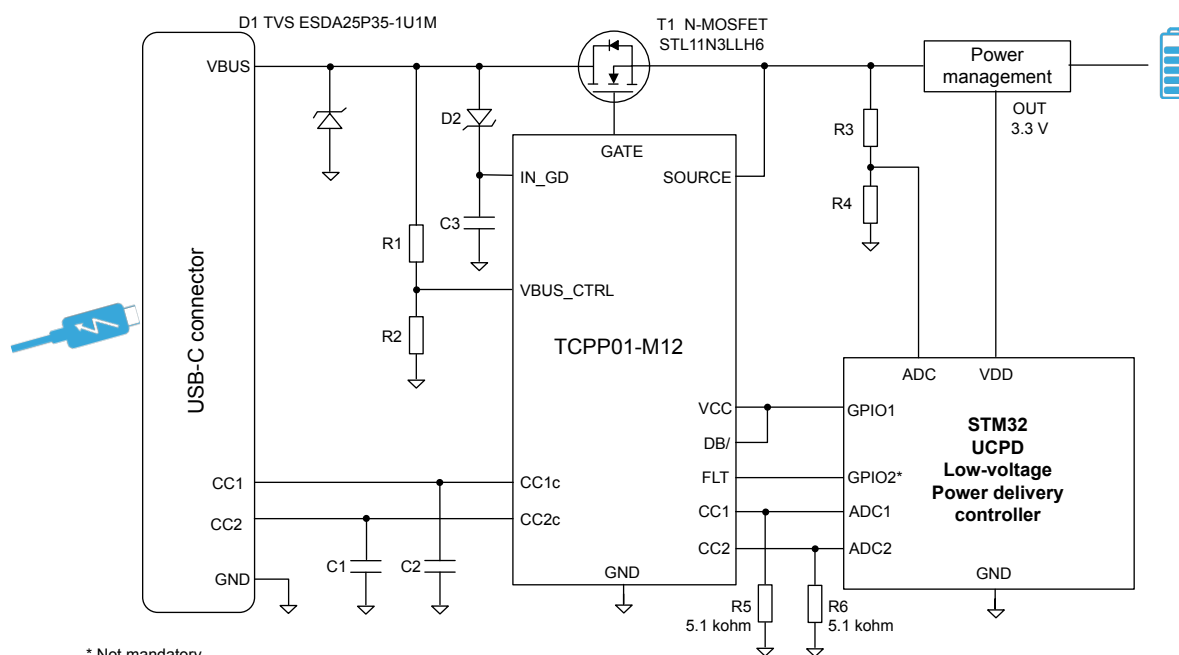 D1 TVS ESDA25P35-1U1M
T1 N-MOSFET
STL11N3LLH6
VBUS
Power
management
OUT
3.3 V
D2
GATE
IN_GD
SOURCE
R3
R4
C3
R1
VBUS_CTRL
R2
USB-C connector
TCPP01-M12
ADC
VDD
VCC
GPIO1
DB/
STM32
UCPD
Low-voltage
Power delivery
controller
FLT
GPIO2*
CC1
CC1c
CC1
ADC1
CC2
CC2c
CC2
ADC2
C1
C2
GND
GND
GND
R5
5.1 kohm
R6
5.1 kohm
* Not mandatory